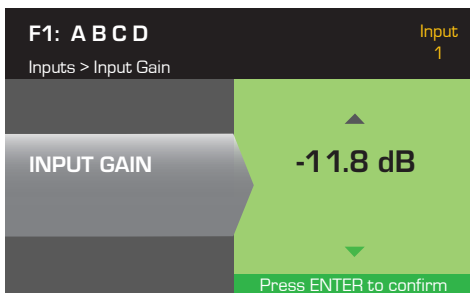 F1: A B C D
Input
1
Inputs > Input Gain
INPUT GAIN
-11.8 dB
Press ENTER to confirm